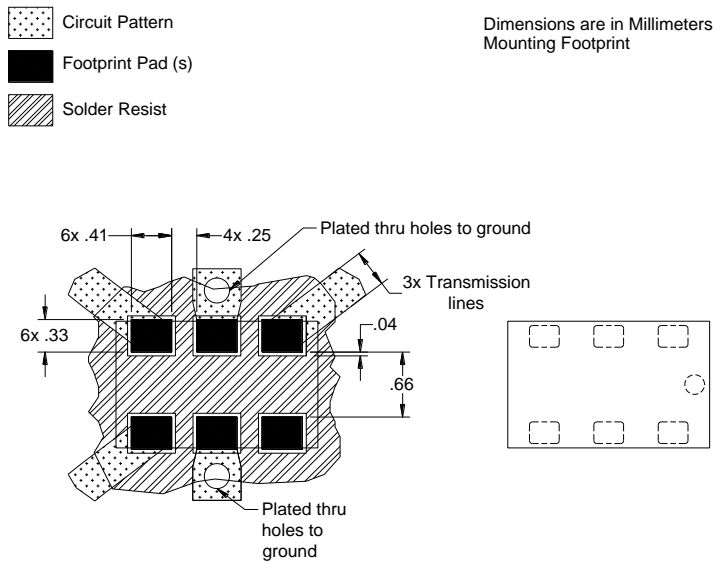 Circuit Pattern
Dimensions are in Millimeters
Mounting Footprint
Footprint Pad (s)
Solder Resist
6x .41
4x .25
Plated thru holes to ground
3x Transmission
lines
6x .33
.04
.66
Plated thru
holes to
ground